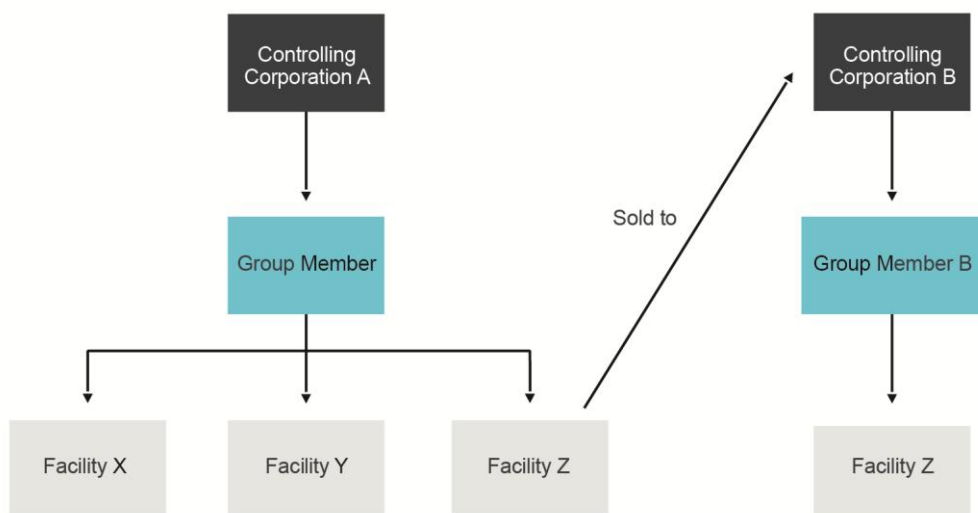 Controlling
Corporation A
Controlling
Corporation B
Sold to
Group Member
Group Member B
Facility X
Facility Y
Facility Z
Facility Z